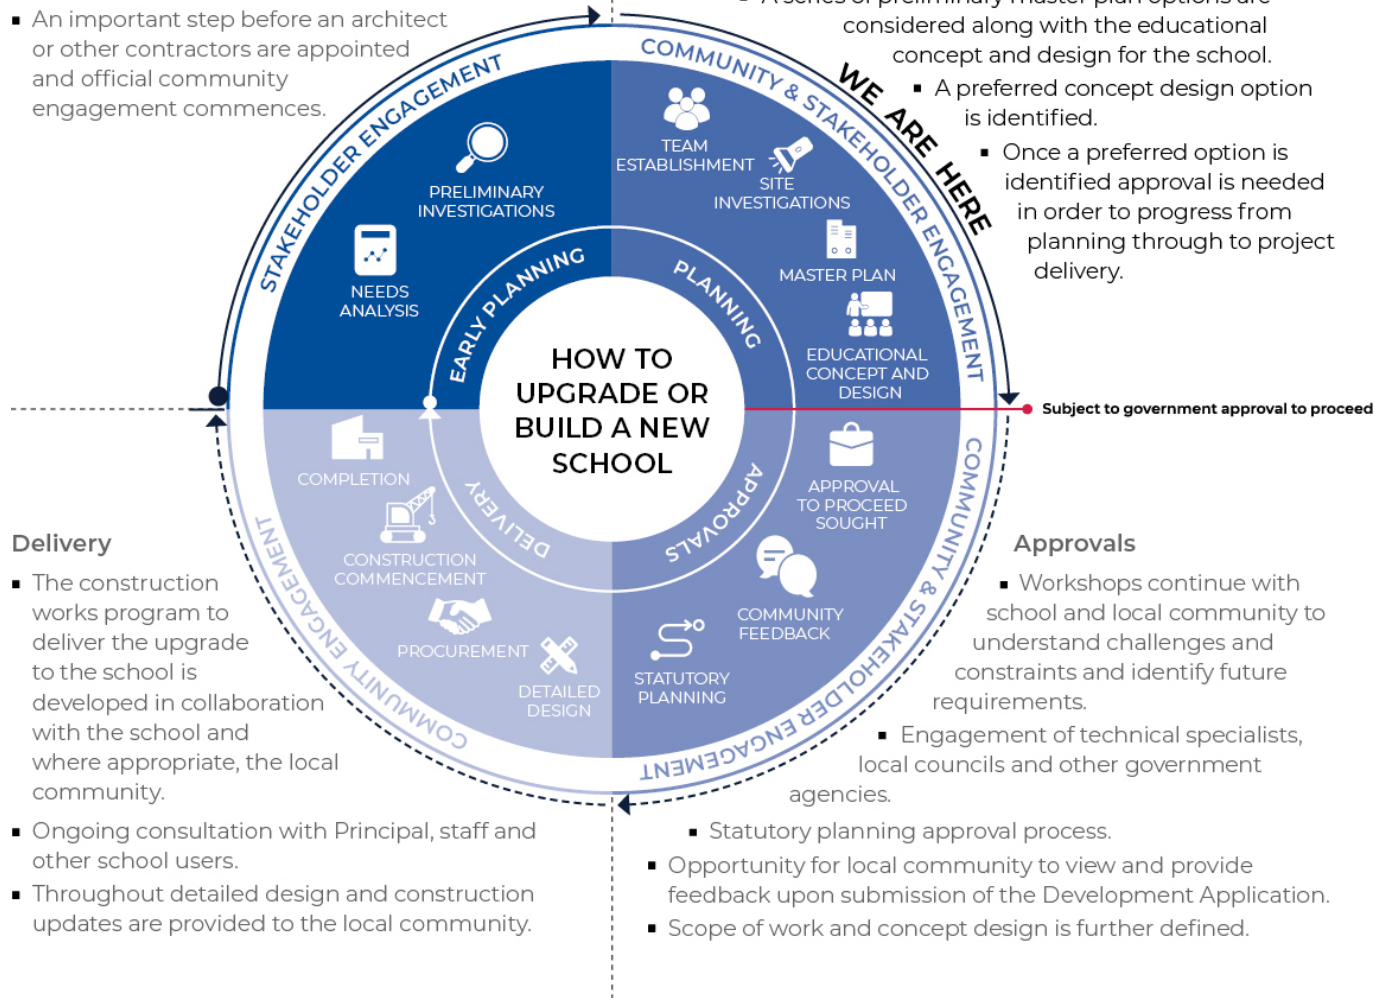 An important step before an architect
or other contractors are appointed
and official community
engagement commences.
A series of preliminary master plan options are
considered along with the educational
concept and design for the school.
A preferred concept design option
is identified.
Once a preferred option is
identified approval is needed
in order to progress from
planning through to project
delivery.
WE ARE HERE
STAKEHOLDER ENGAGEMENT
COMMUNITY & STAKEHOLDER ENGAGEMENT
PRELIMINARY
INVESTIGATIONS
NEEDS
ANALYSIS
EARLY PLANNING
TEAM
ESTABLISHMENT
SITE
INVESTIGATIONS
MASTER PLAN
EDUCATIONAL
CONCEPT AND
DESIGN
PLANNING
HOW TO
UPGRADE OR
BUILD A NEW
SCHOOL
Subject to government approval to proceed
APPROVAL
TO PROCEED
SOUGHT
COMMUNITY
FEEDBACK
STATUTORY
PLANNING
APPROVALS
COMMUNITY & STAKEHOLDER ENGAGEMENT
DETAILED
DESIGN
PROCUREMENT
CONSTRUCTION
COMMENCEMENT
COMPLETION
DELIVERY
COMMUNITY ENGAGEMENT
Delivery
The construction
works program to
deliver the upgrade
to the school is
developed in collaboration
with the school and
where appropriate, the local
community.
Ongoing consultation with Principal, staff and
other school users.
Throughout detailed design and construction
updates are provided to the local community.
Approvals
Workshops continue with
school and local community to
understand challenges and
constraints and identify future
requirements.
Engagement of technical specialists,
local councils and other government
agencies.
Statutory planning approval process.
Opportunity for local community to view and provide
feedback upon submission of the Development Application.
Scope of work and concept design is further defined.